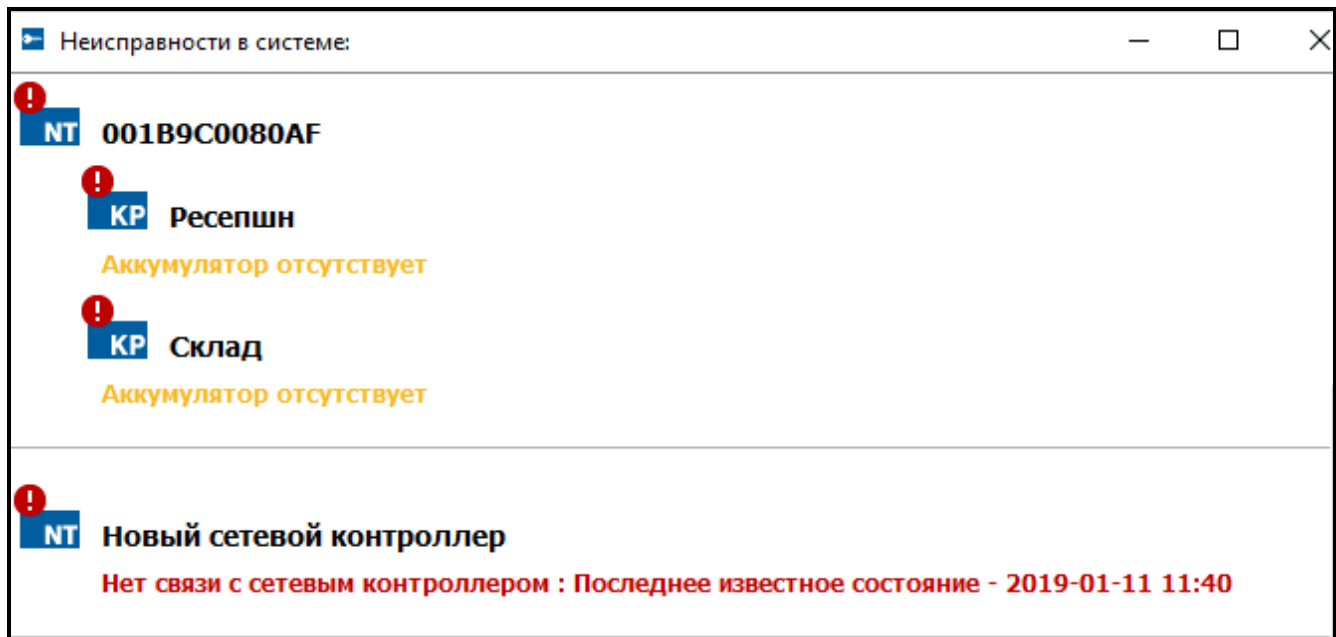 Неисправности в системе:
!
NT 001B9C0080AF
!
KP Ресепшн
Аккумулятор отсутствует
!
KP Склад
Аккумулятор отсутствует
!
NT Новый сетевой контроллер
Нет связи с сетевым контроллером : Последнее известное состояние - 2019-01-11 11:40